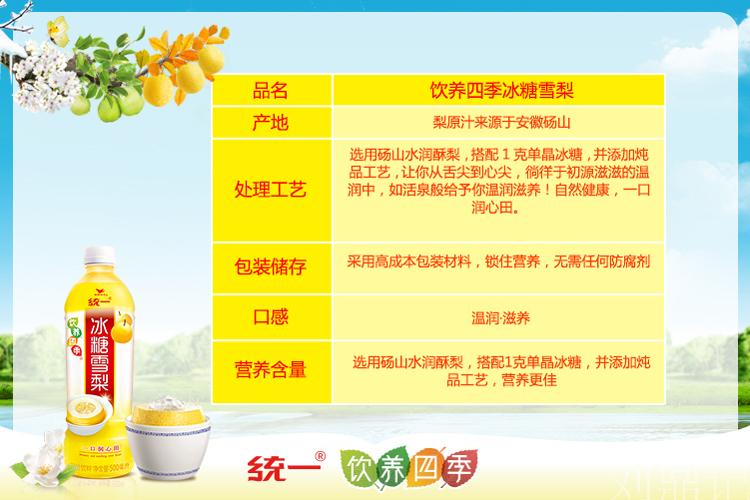 品名
饮养四季冰糖雪梨
产地
梨原汁来源于安徽砀山
处理工艺
选用砀山水润酥梨，搭配 1 克单晶冰糖，并添加炖
品工艺，让你从舌尖到心尖，徜徉于初源滋滋的温
润中，如活泉般给予你温润滋养！自然健康，一口
润心田。
包装储存
采用高成本包装材料，锁住营养，无需任何防腐剂
口感
温润·滋养
营养含量
选用砀山水润酥梨，搭配1克单晶冰糖，并添加炖
品工艺，营养更佳
统一®
饮养四季
冰糖雪梨
一口润心田
净含量:500毫升
统一® 饮养四季